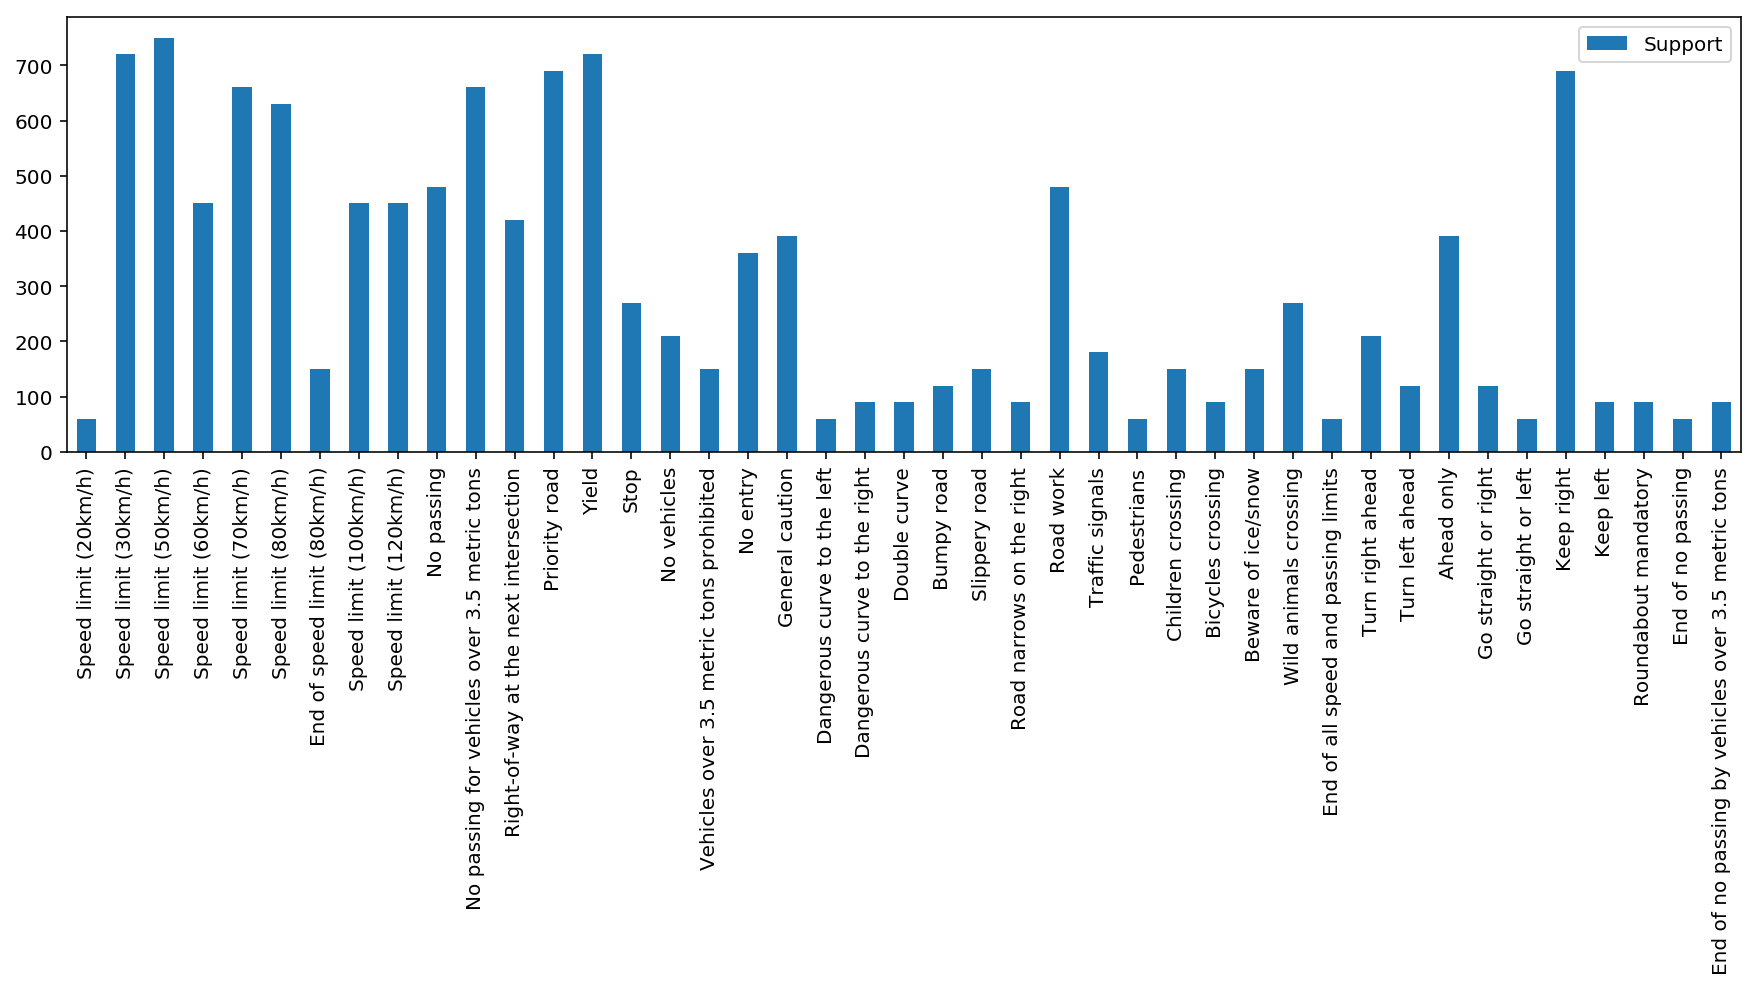 Support
700
600
500
400
300
200
100
0
Speed limit (20km/h)
Speed limit (30km/h)
Speed limit (50km/h)
Speed limit (60km/h)
Speed limit (70km/h)
Speed limit (80km/h)
End of speed limit (80km/h)
Speed limit (100km/h)
Speed limit (120km/h)
No passing
No passing for vehicles over 3.5 metric tons
Right-of-way at the next intersection
Priority road
Yield
Stop
No vehicles
Vehicles over 3.5 metric tons prohibited
No entry
General caution
Dangerous curve to the left
Dangerous curve to the right
Double curve
Bumpy road
Slippery road
Road narrows on the right
Road work
Traffic signals
Pedestrians
Children crossing
Bicycles crossing
Beware of ice/snow
Wild animals crossing
End of all speed and passing limits
Turn right ahead
Turn left ahead
Ahead only
Go straight or right
Go straight or left
Keep right
Keep left
Roundabout mandatory
End of no passing
End of no passing by vehicles over 3.5 metric tons